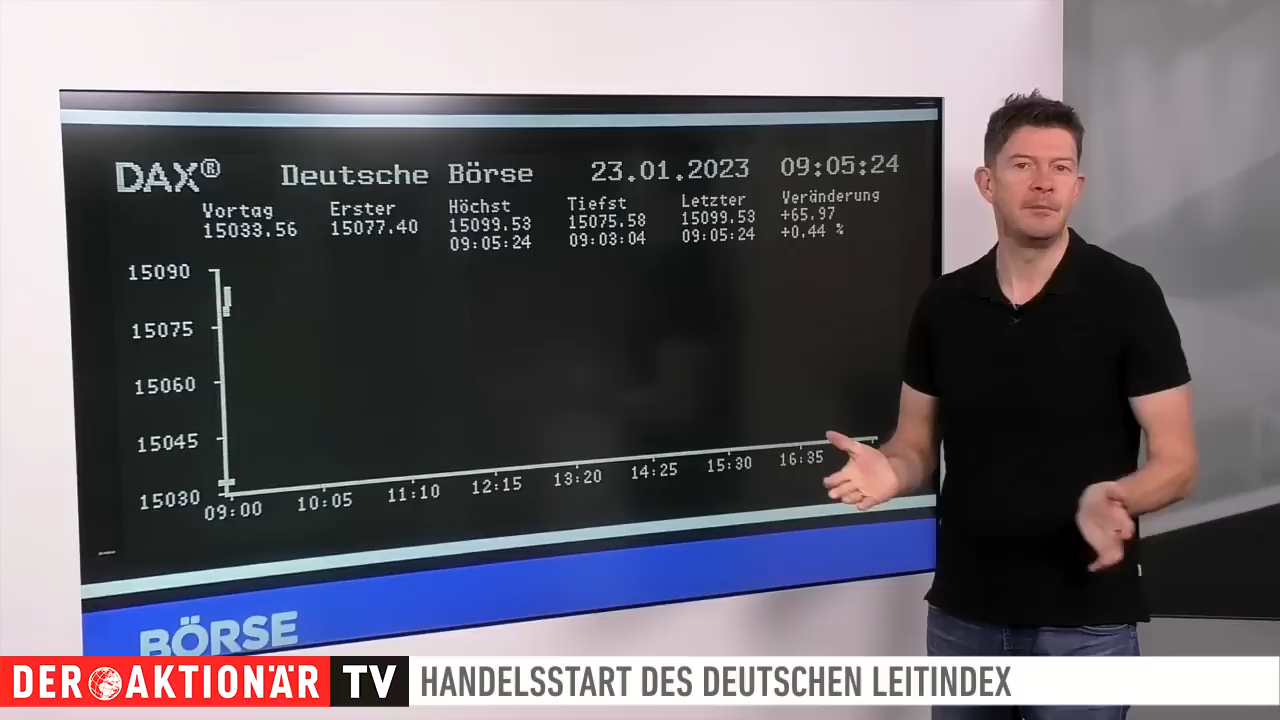 DAX® Deutsche Börse 23.01.2023 09:05:24
Vortag Erster Höchst Tiefst Letzter Veränderung
15033.56 15077.40 15099.53 15075.58 15099.53 +65.97
09:05:24 09:03:04 09:05:24 +0.44 %
15090
15075
15060
15045
15030
09:00 10:05 11:10 12:15 13:20 14:25 15:30 16:35
BÖRSE
DER AKTIONÄR TV HANDELSSTART DES DEUTSCHEN LEITINDEX